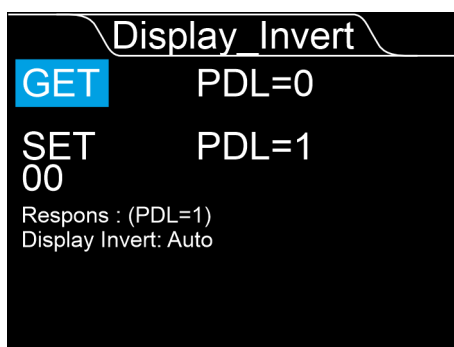 Display_Invert
GET PDL=0
SET PDL=1
00
Respons : (PDL=1)
Display Invert: Auto